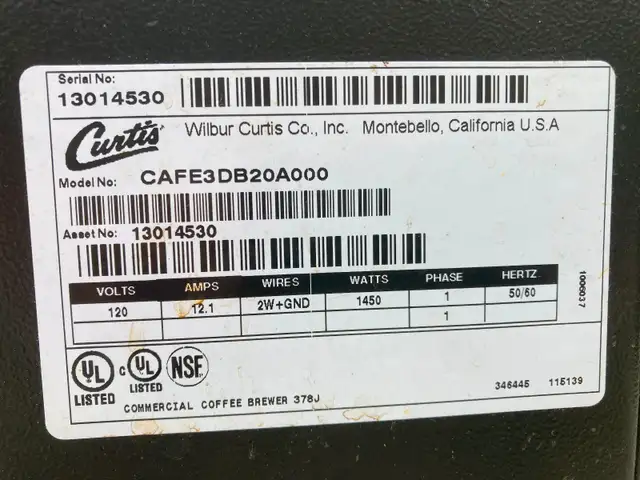 Serial No:
13014530
Curtis® Wilbur Curtis Co., Inc. Montebello, California U.S.A
Model No: CAFE3DB20A000
Asset No: 13014530
VOLTS AMPS WIRES WATTS PHASE HERTZ
120 12.1 2W+GND 1450 1 50/60
1
1006037
UL C UL NSF
LISTED LISTED
COMMERCIAL COFFEE BREWER 378J
346445 115139